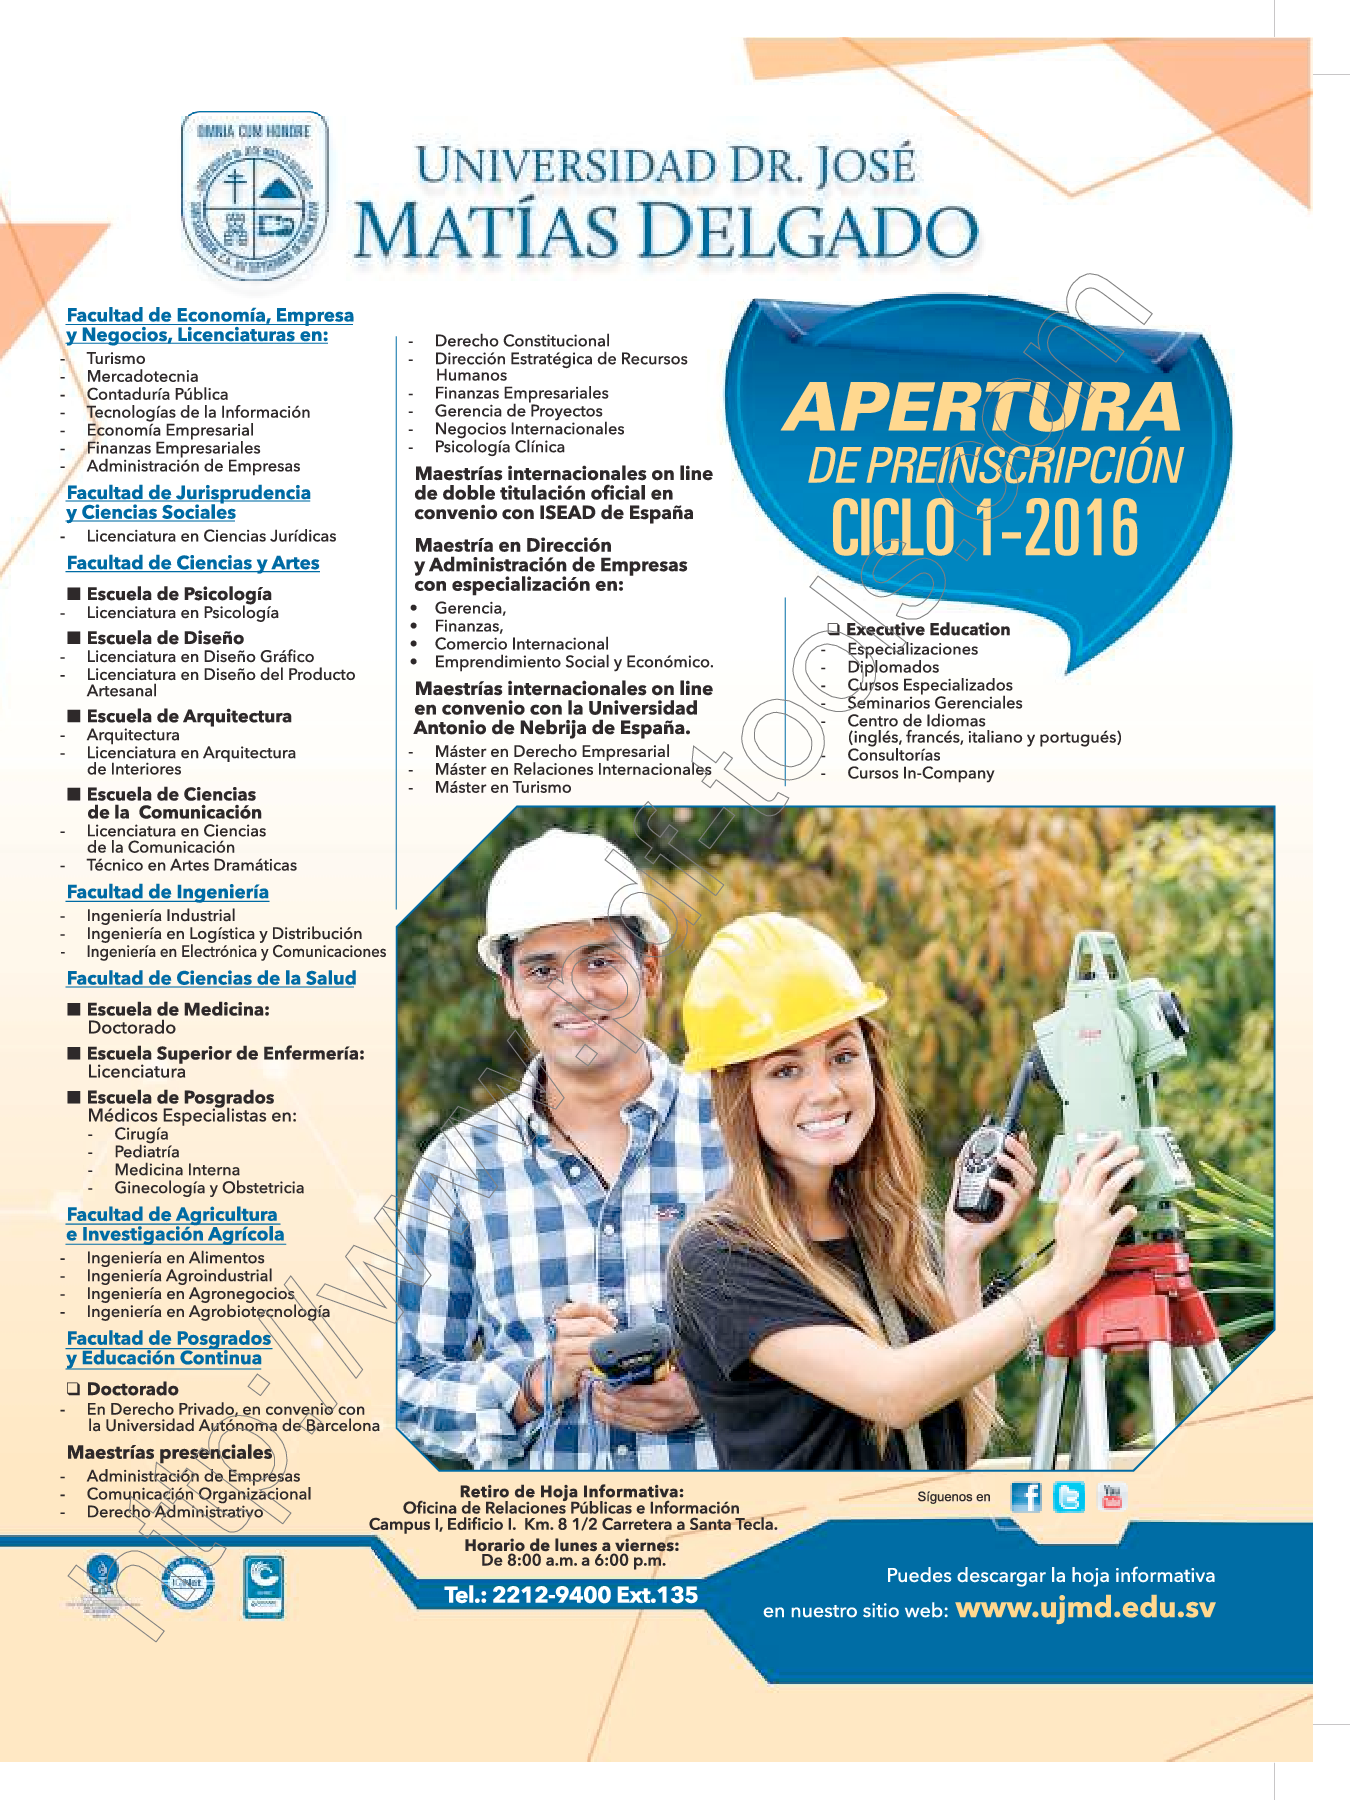 OMNIA CUM HONORE
UNIVERSIDAD DR. JOSÉ
MATÍAS DELGADO
Facultad de Economía, Empresa
y Negocios, Licenciaturas en:
- Turismo
- Mercadotecnia
- Contaduría Pública
- Tecnologías de la Información
- Economía Empresarial
- Finanzas Empresariales
- Administración de Empresas
Facultad de Jurisprudencia
y Ciencias Sociales
- Licenciatura en Ciencias Jurídicas
Facultad de Ciencias y Artes
■ Escuela de Psicología
- Licenciatura en Psicología
■ Escuela de Diseño
- Licenciatura en Diseño Gráfico
- Licenciatura en Diseño del Producto
Artesanal
■ Escuela de Arquitectura
- Arquitectura
- Licenciatura en Arquitectura
de Interiores
■ Escuela de Ciencias
de la Comunicación
- Licenciatura en Ciencias
de la Comunicación
- Técnico en Artes Dramáticas
Facultad de Ingeniería
- Ingeniería Industrial
- Ingeniería en Logística y Distribución
- Ingeniería en Electrónica y Comunicaciones
Facultad de Ciencias de la Salud
■ Escuela de Medicina:
Doctorado
■ Escuela Superior de Enfermería:
Licenciatura
■ Escuela de Posgrados
Médicos Especialistas en:
- Cirugía
- Pediatría
- Medicina Interna
- Ginecología y Obstetricia
Facultad de Agricultura
e Investigación Agrícola
- Ingeniería en Alimentos
- Ingeniería Agroindustrial
- Ingeniería en Agronegocios
- Ingeniería en Agrobiotecnología
Facultad de Posgrados
y Educación Continua
❑ Doctorado
- En Derecho Privado, en convenio con
la Universidad Autónoma de Barcelona
Maestrías presenciales
- Administración de Empresas
- Comunicación Organizacional
- Derecho Administrativo
- Derecho Constitucional
- Dirección Estratégica de Recursos
Humanos
- Finanzas Empresariales
- Gerencia de Proyectos
- Negocios Internacionales
- Psicología Clínica
Maestrías internacionales on line
de doble titulación oficial en
convenio con ISEAD de España
Maestría en Dirección
y Administración de Empresas
con especialización en:
• Gerencia,
• Finanzas,
• Comercio Internacional
• Emprendimiento Social y Económico.
Maestrías internacionales on line
en convenio con la Universidad
Antonio de Nebrija de España.
- Máster en Derecho Empresarial
- Máster en Relaciones Internacionales
- Máster en Turismo
APERTURA
DE PREINSCRIPCIÓN
CICLO 1-2016
❑ Executive Education
- Especializaciones
- Diplomados
- Cursos Especializados
- Seminarios Gerenciales
- Centro de Idiomas
(inglés, francés, italiano y portugués)
- Consultorías
- Cursos In-Company
Retiro de Hoja Informativa:
Oficina de Relaciones Públicas e Información
Campus I, Edificio I. Km. 8 1/2 Carretera a Santa Tecla.
Horario de lunes a viernes:
De 8:00 a.m. a 6:00 p.m.
Tel.: 2212-9400 Ext.135
Síguenos en
You
Puedes descargar la hoja informativa
en nuestro sitio web: www.ujmd.edu.sv
http://www.pdf-tools.com